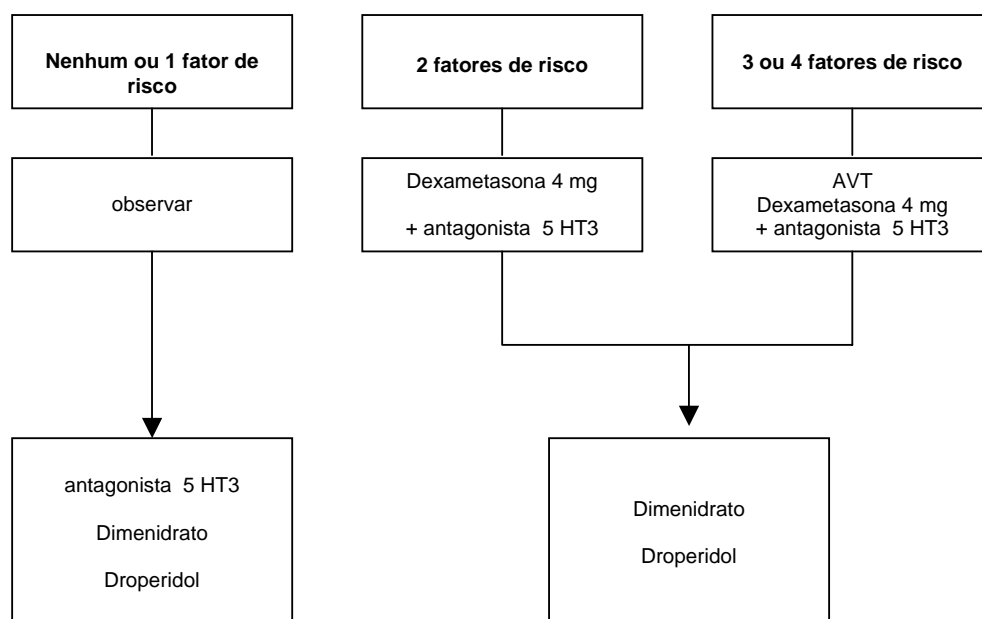 Nenhum ou 1 fator de
risco
2 fatores de risco
3 ou 4 fatores de risco
observar
Dexametasona 4 mg
+ antagonista 5 HT3
AVT
Dexametasona 4 mg
+ antagonista 5 HT3
antagonista 5 HT3
Dimenidrato
Droperidol
Dimenidrato
Droperidol